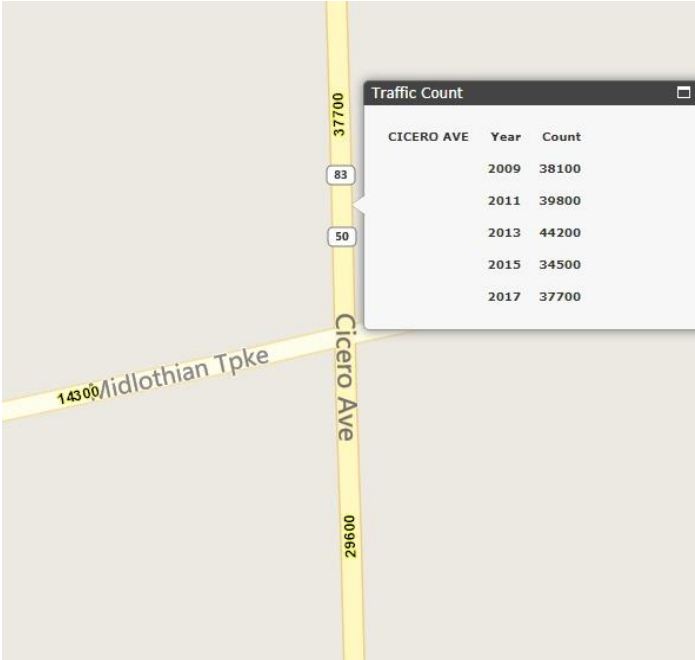 37700
83
50
Traffic Count
CICERO AVE Year Count
2009 38100
2011 39800
2013 44200
2015 34500
2017 37700
Cicero Ave
Midlothian Tpke
14300
29600